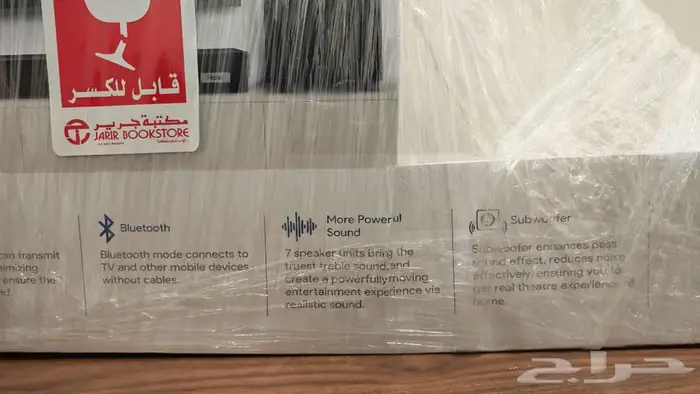 Haier
قابل للكسر
مكتبة جرير
JARIR BOOKSTORE
can transmit
ensure the
Bluetooth
Bluetooth mode connects to
TV and other mobile devices
without cables.
More Powerful
Sound
7 speaker units bring the
truest treble sound, and
create a powerfully moving
entertainment experience via
realistic sound.
Subwoofer
Subwoofer enhances bass
sound effect, reduces noise
effectively, ensuring you to
get real theatre experience at
home.
حراج